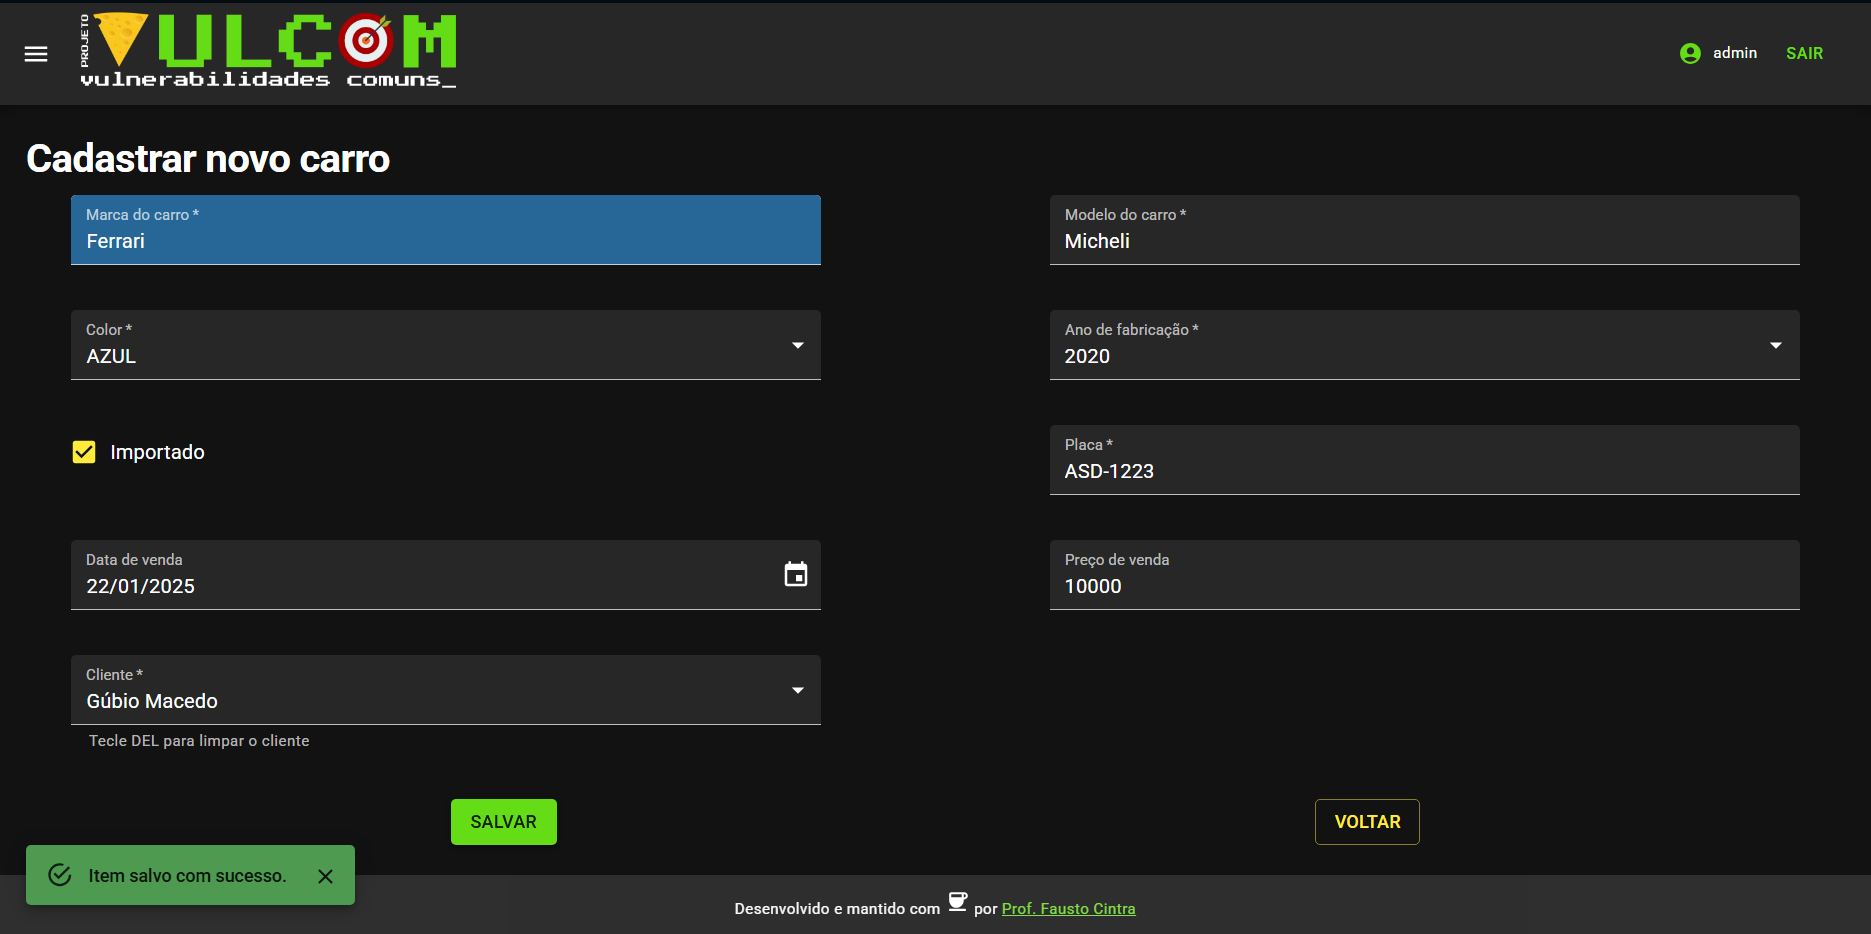 PROJETO VULCOM
vulnerabilidades comuns_
admin SAIR
Cadastrar novo carro
Marca do carro *
Ferrari
Modelo do carro *
Micheli
Color *
AZUL
Ano de fabricação *
2020
Importado
Placa *
ASD-1223
Data de venda
22/01/2025
Preço de venda
10000
Cliente *
Gúbio Macedo
Tecle DEL para limpar o cliente
SALVAR
VOLTAR
Item salvo com sucesso.
Desenvolvido e mantido com por Prof. Fausto Cintra